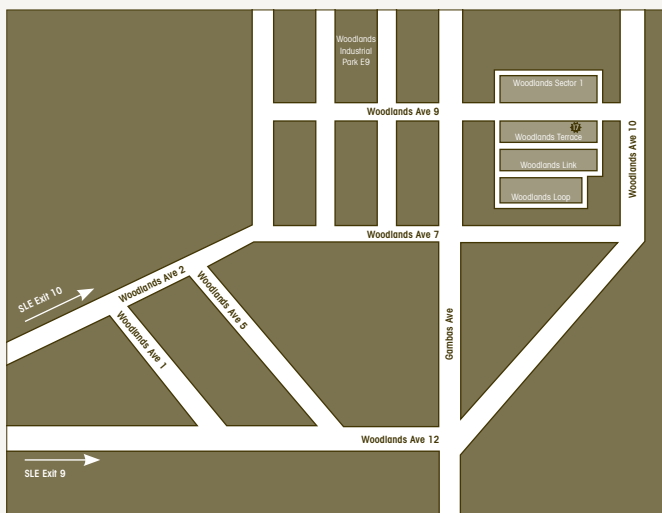 Woodlands
Industrial
Park E9
Woodlands Sector 1
Woodlands Ave 9
17
Woodlands Terrace
Woodlands Ave 10
Woodlands Link
Woodlands Loop
Woodlands Ave 7
Woodlands Ave 2
SLE Exit 10
Woodlands Ave 5
Woodlands Ave 1
Gambas Ave
Woodlands Ave 12
SLE Exit 9